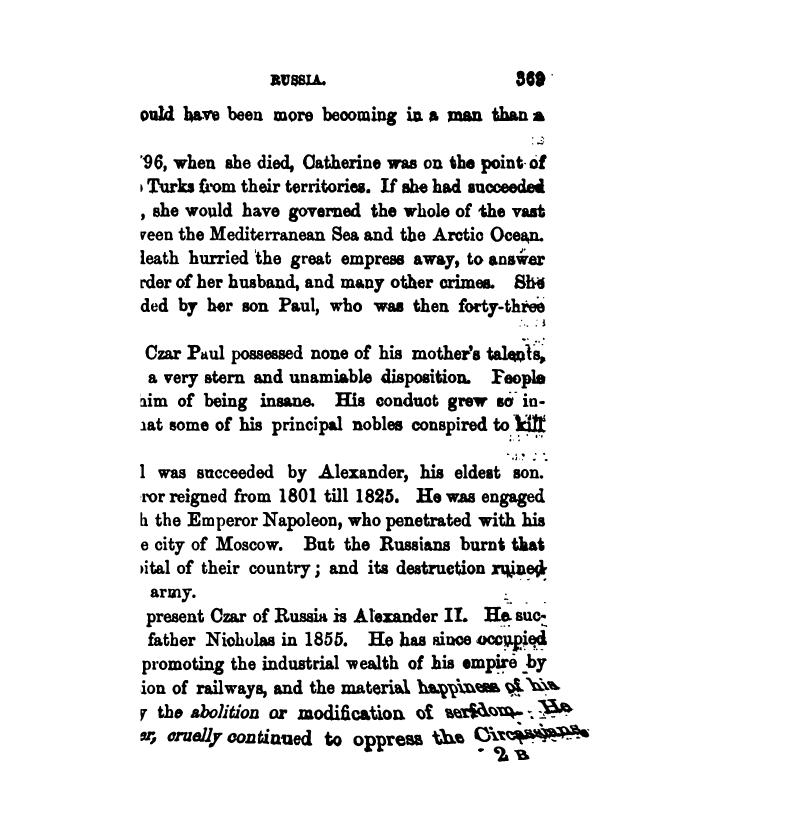 RUSSIA. 369
ould have been more becoming in a man than a
'96, when she died, Catherine was on the point of
Turks from their territories. If she had succeeded
, she would have governed the whole of the vast
veen the Mediterranean Sea and the Arctic Ocean.
leath hurried the great empress away, to answer
rder of her husband, and many other crimes. She
ded by her son Paul, who was then forty-three
Czar Paul possessed none of his mother's talents,
a very stern and unamiable disposition. People
him of being insane. His conduct grew so in-
nat some of his principal nobles conspired to kill
l was succeeded by Alexander, his eldest son.
ror reigned from 1801 till 1825. He was engaged
h the Emperor Napoleon, who penetrated with his
e city of Moscow. But the Russians burnt that
pital of their country; and its destruction ruined
army.
present Czar of Russia is Alexander II. He suc-
father Nicholas in 1855. He has since occupied
promoting the industrial wealth of his empire by
ion of railways, and the material happiness of his
y the abolition or modification of serfdom. He
er, cruelly continued to oppress the Circassians.
2 B